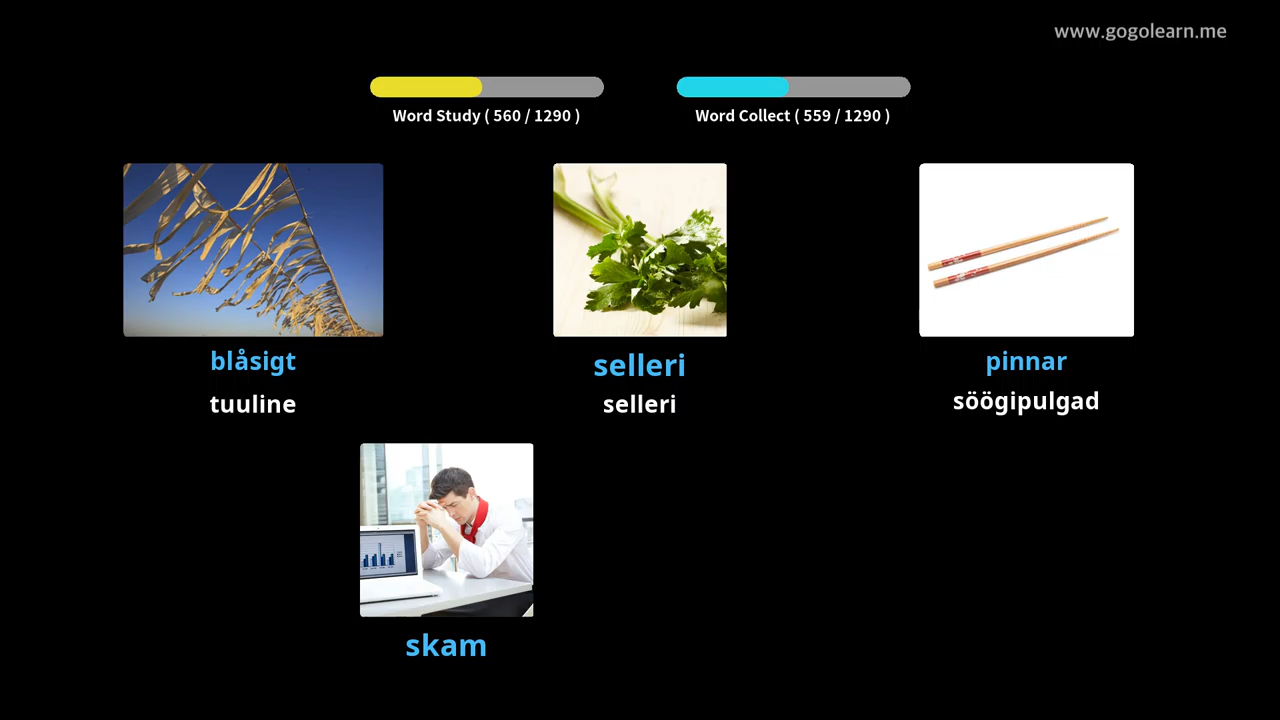 www.gogolearn.me
Word Study ( 560 / 1290 )
Word Collect ( 559 / 1290 )
blåsigt
selleri
pinnar
tuuline
selleri
söögipulgad
skam